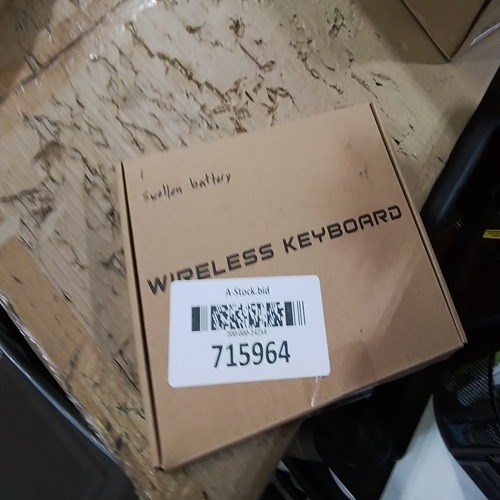 Swollen battery
WIRELESS KEYBOARD
A-Stock.bid
715964